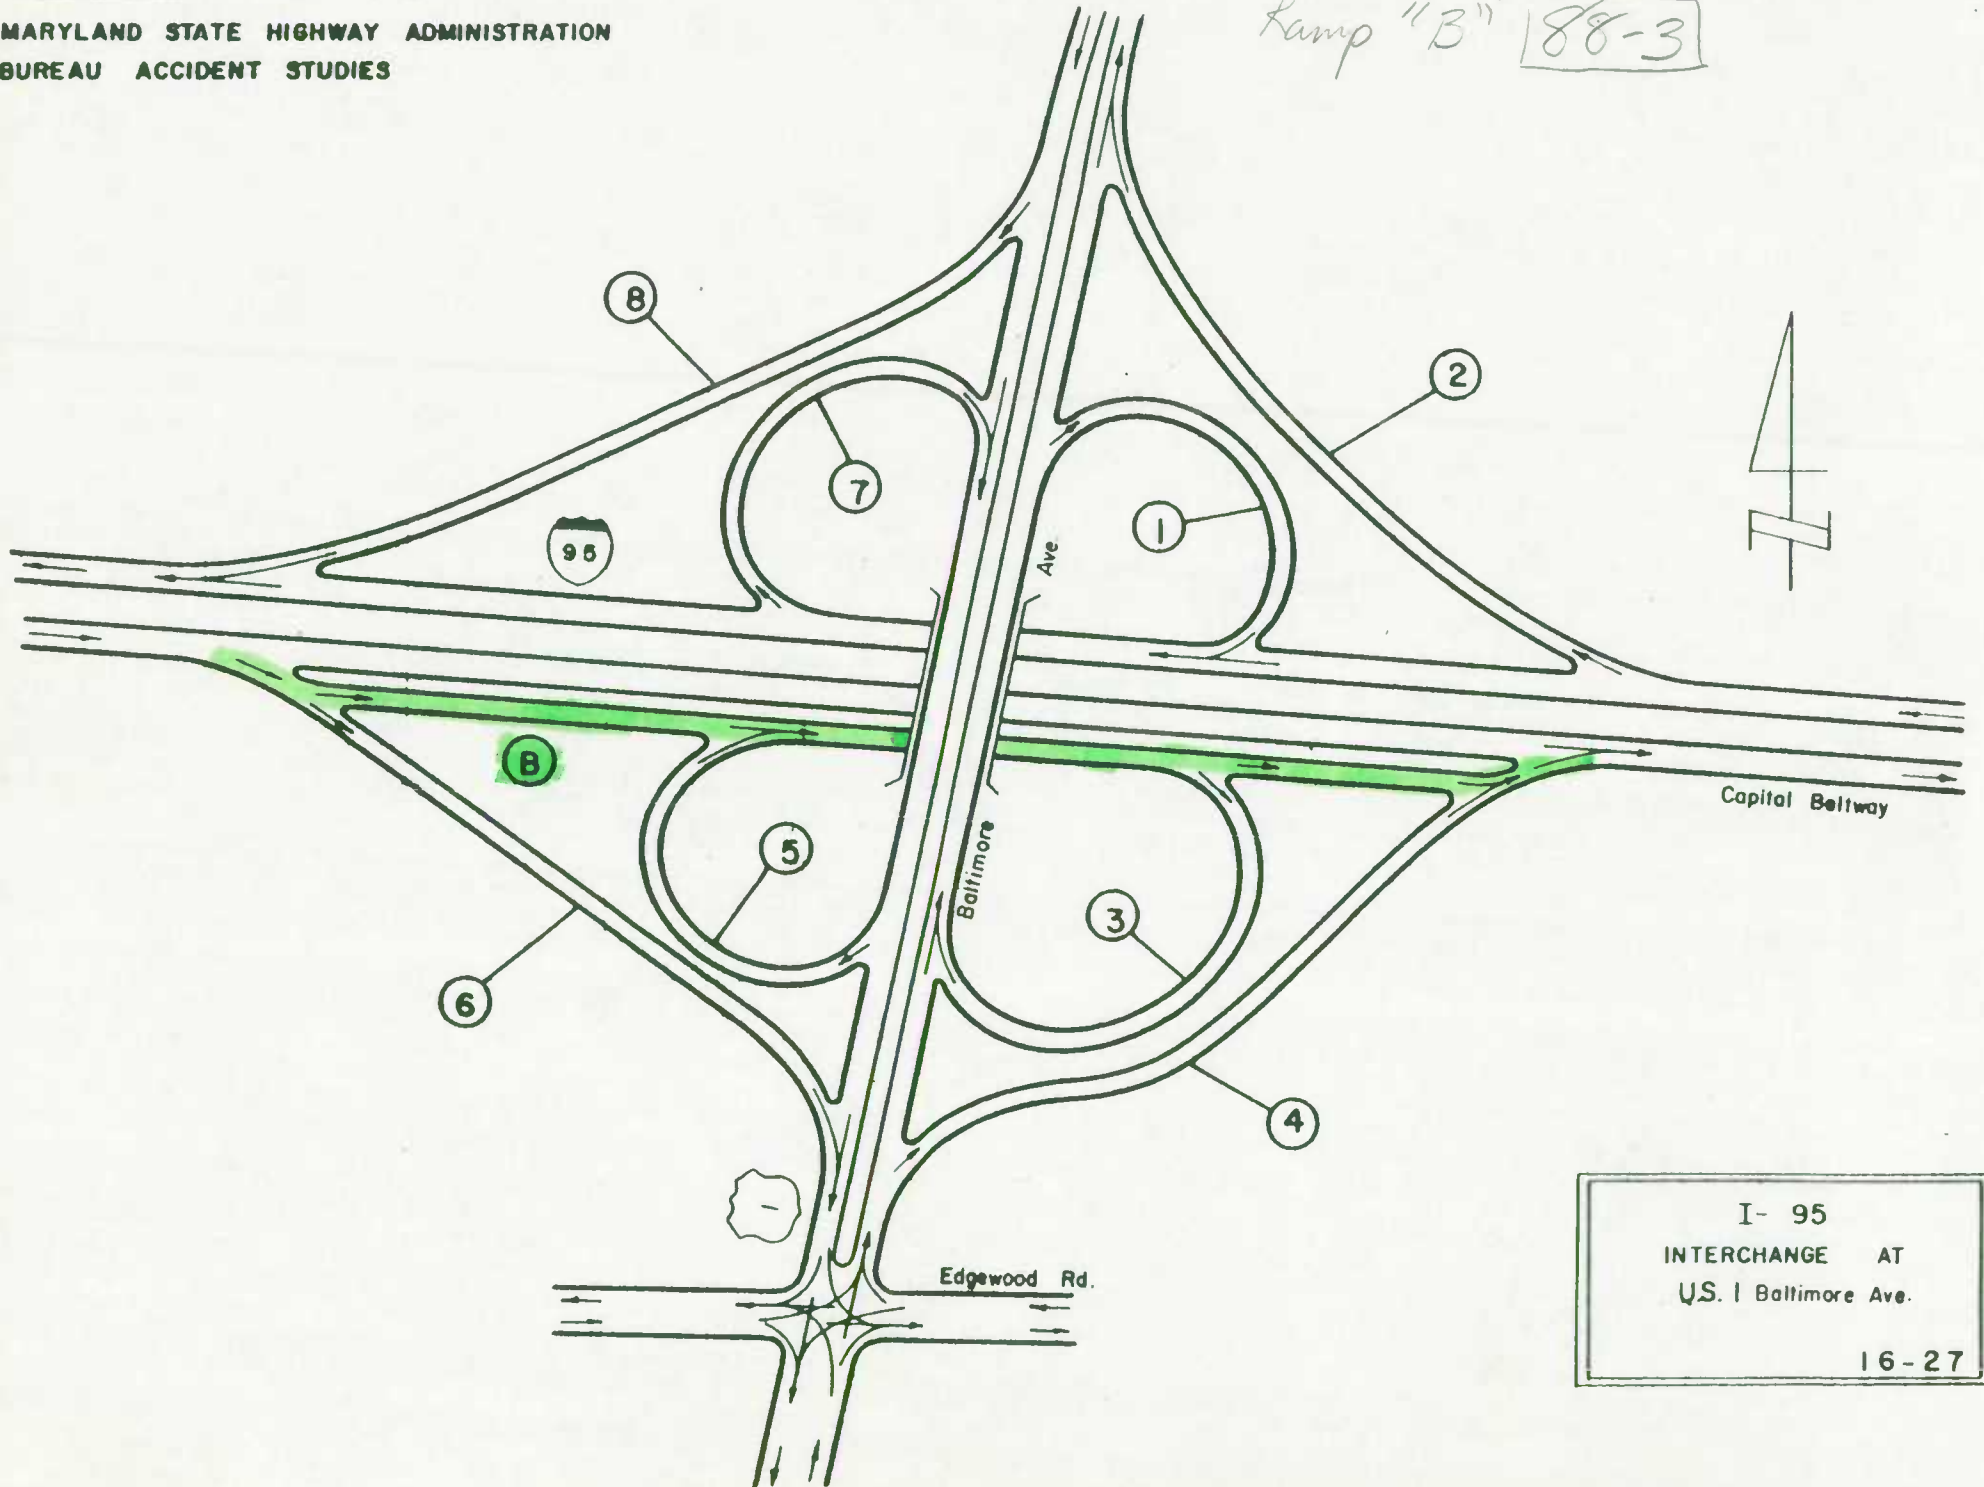 MARYLAND STATE HIGHWAY ADMINISTRATION
BUREAU ACCIDENT STUDIES
Ramp "B" 88-3
8
2
7
1
95
Ave.
N
B
Capital Beltway
5
Baltimore
3
6
4
1
Edgewood Rd.
I- 95
INTERCHANGE AT
U.S. 1 Baltimore Ave.
16-27